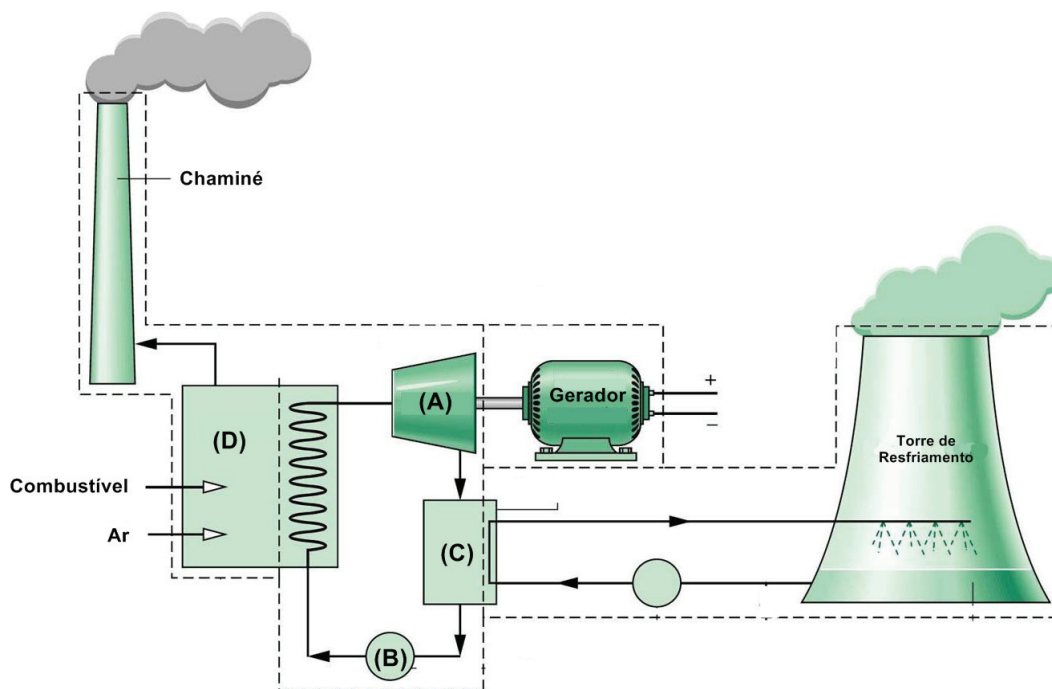 Chaminé
(A)
Gerador
+
–
(D)
Torre de
Resfriamento
Combustível
Ar
(C)
(B)